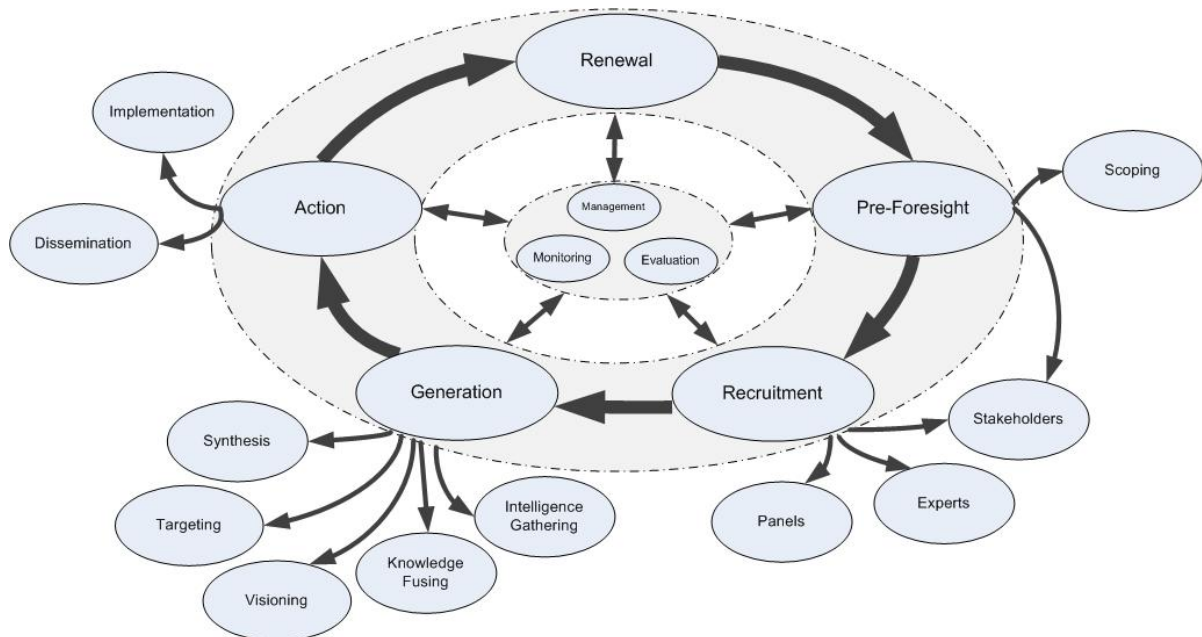 Renewal
Implementation
Scoping
Action
Management
Pre-Foresight
Dissemination
Monitoring
Evaluation
Generation
Recruitment
Stakeholders
Synthesis
Intelligence
Gathering
Experts
Targeting
Panels
Knowledge
Fusing
Visioning